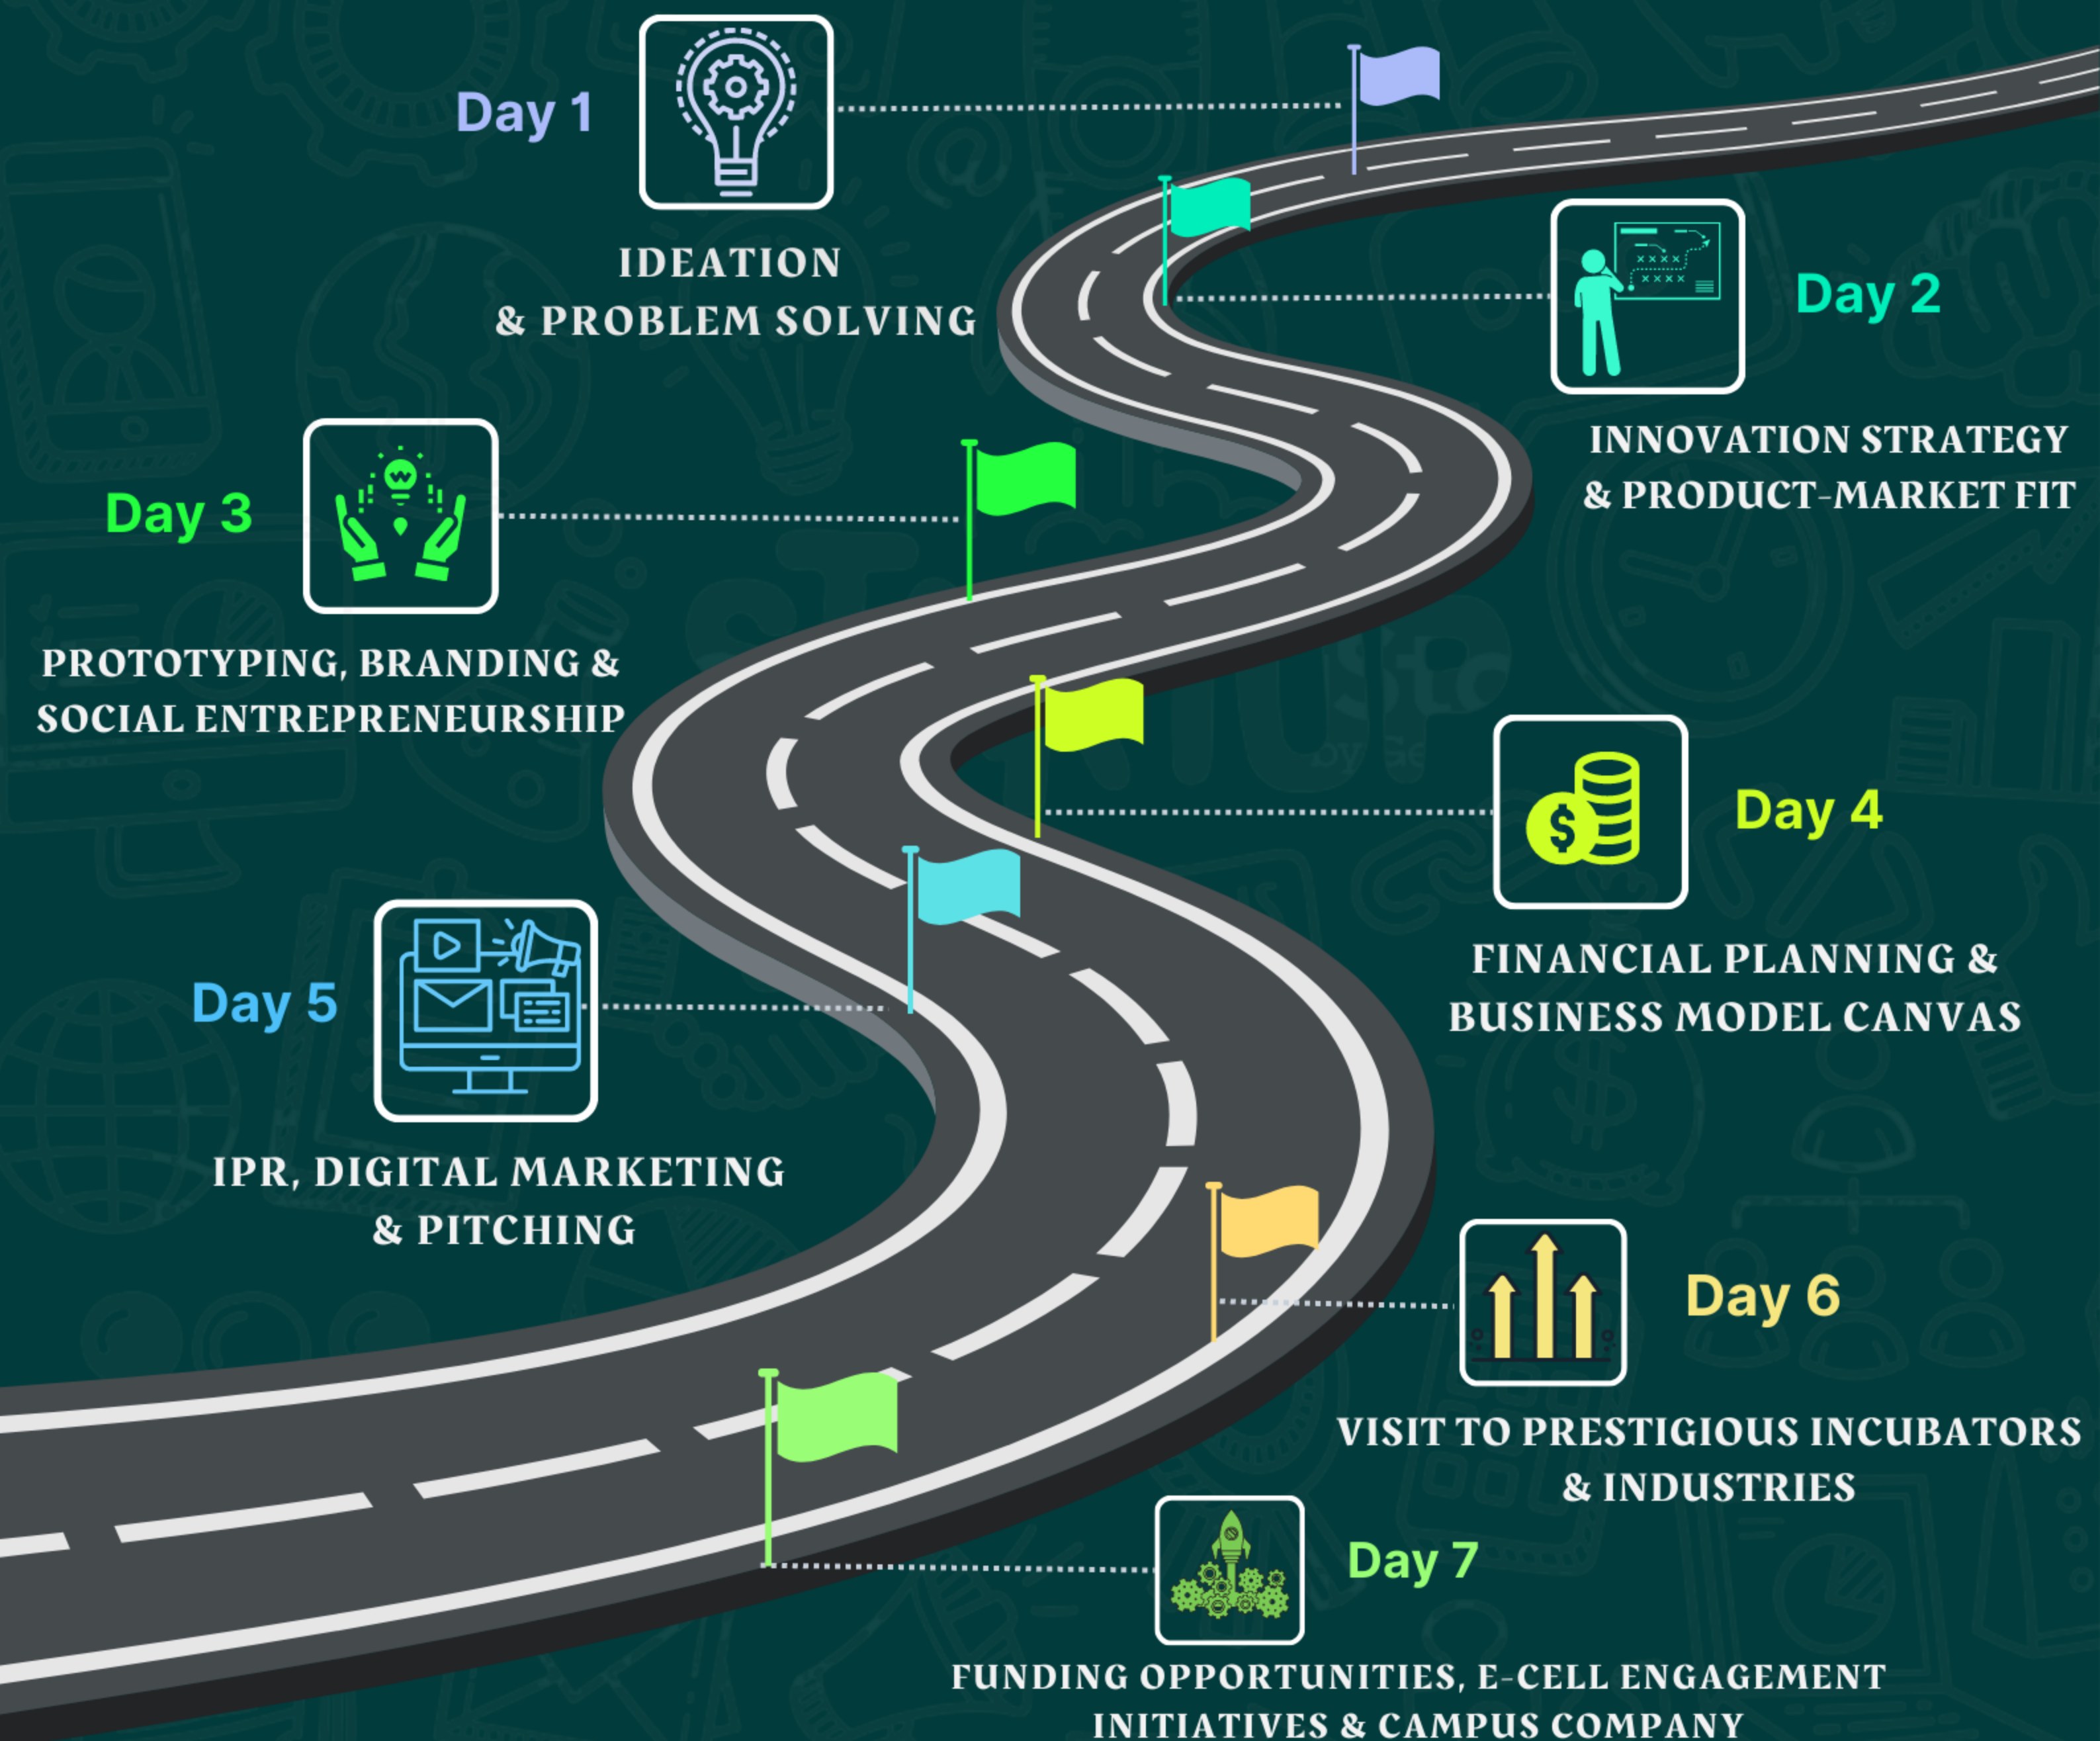 Day 1
IDEATION
& PROBLEM SOLVING
Day 2
INNOVATION STRATEGY
& PRODUCT-MARKET FIT
Day 3
PROTOTYPING, BRANDING &
SOCIAL ENTREPRENEURSHIP
Day 4
FINANCIAL PLANNING &
BUSINESS MODEL CANVAS
Day 5
IPR, DIGITAL MARKETING
& PITCHING
Day 6
VISIT TO PRESTIGIOUS INCUBATORS
& INDUSTRIES
Day 7
FUNDING OPPORTUNITIES, E-CELL ENGAGEMENT
INITIATIVES & CAMPUS COMPANY